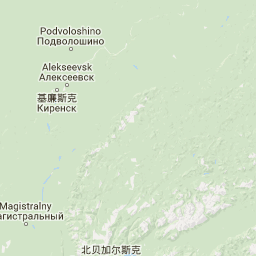 Podvoloshino
Подволошино
Alekseevsk
Алексеевск
基廉斯克
Киренск
Magistralny
агистральный
北贝加尔斯克